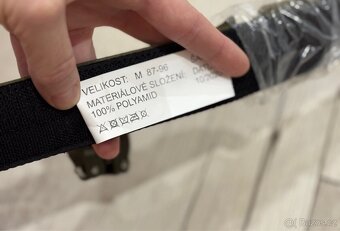 VELIKOST: M 87-96
MATERIÁLOVÉ SLOŽENÍ:
100% POLYAMID